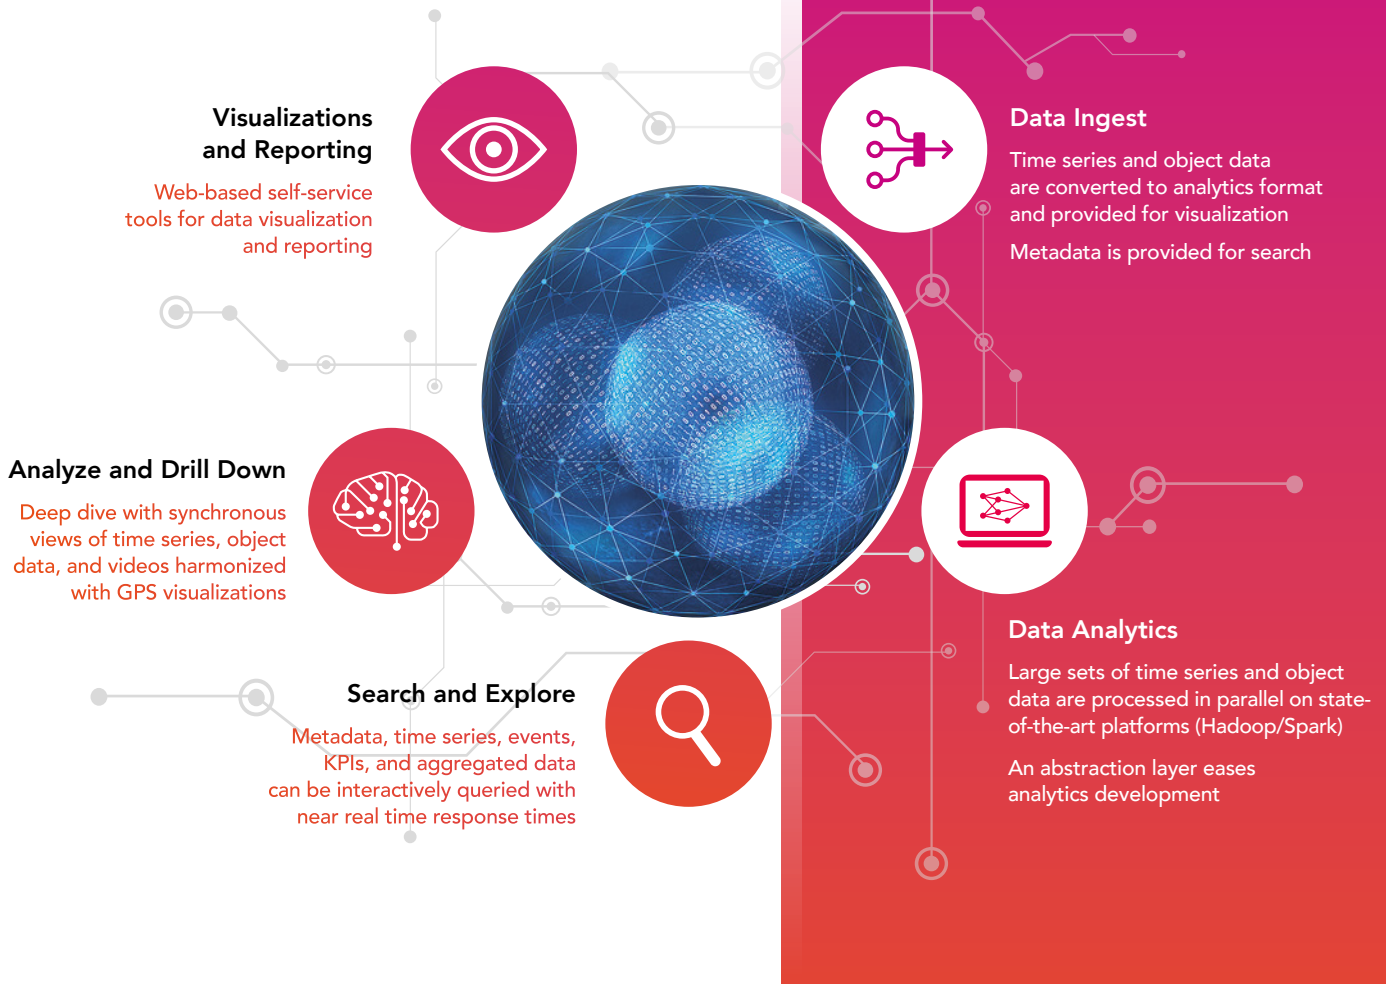 Visualizations
and Reporting
Web-based self-service
tools for data visualization
and reporting
Analyze and Drill Down
Deep dive with synchronous
views of time series, object
data, and videos harmonized
with GPS visualizations
Search and Explore
Metadata, time series, events,
KPIs, and aggregated data
can be interactively queried with
near real time response times
Data Ingest
Time series and object data
are converted to analytics format
and provided for visualization
Metadata is provided for search
Data Analytics
Large sets of time series and object
data are processed in parallel on state-
of-the-art platforms (Hadoop/Spark)
An abstraction layer eases
analytics development